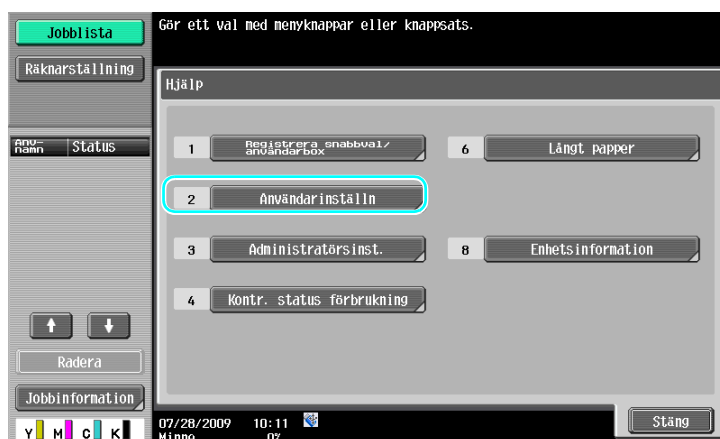 Jobblista
Räknarställning
Anv-namn Status
Radera
Jobbinformation
Y M C K
Gör ett val med menyknappar eller knappsats.
Hjälp
1 Registrera snabbval/användarbox
2 Användarinställn
3 Administratörsinst.
4 Kontr. status förbrukning
6 Långt papper
8 Enhetsinformation
07/28/2009 10:11
Minne 0%
Stäng